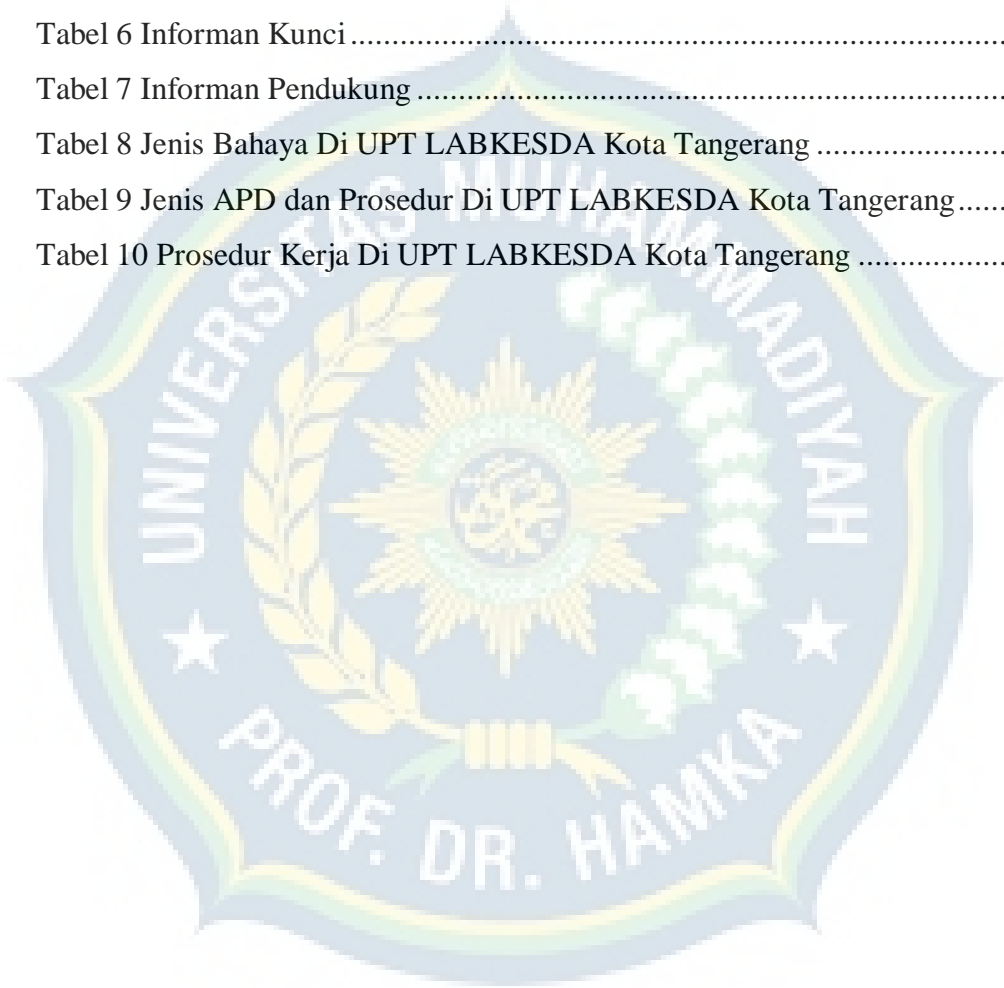 Tabel 6 Informan Kunci ....................................................................................
Tabel 7 Informan Pendukung ...........................................................................
Tabel 8 Jenis Bahaya Di UPT LABKESDA Kota Tangerang .......................
Tabel 9 Jenis APD dan Prosedur Di UPT LABKESDA Kota Tangerang ......
Tabel 10 Prosedur Kerja Di UPT LABKESDA Kota Tangerang ..................
UNIVERSITAS MUHAMMADIYAH
PROF. DR. HAMKA